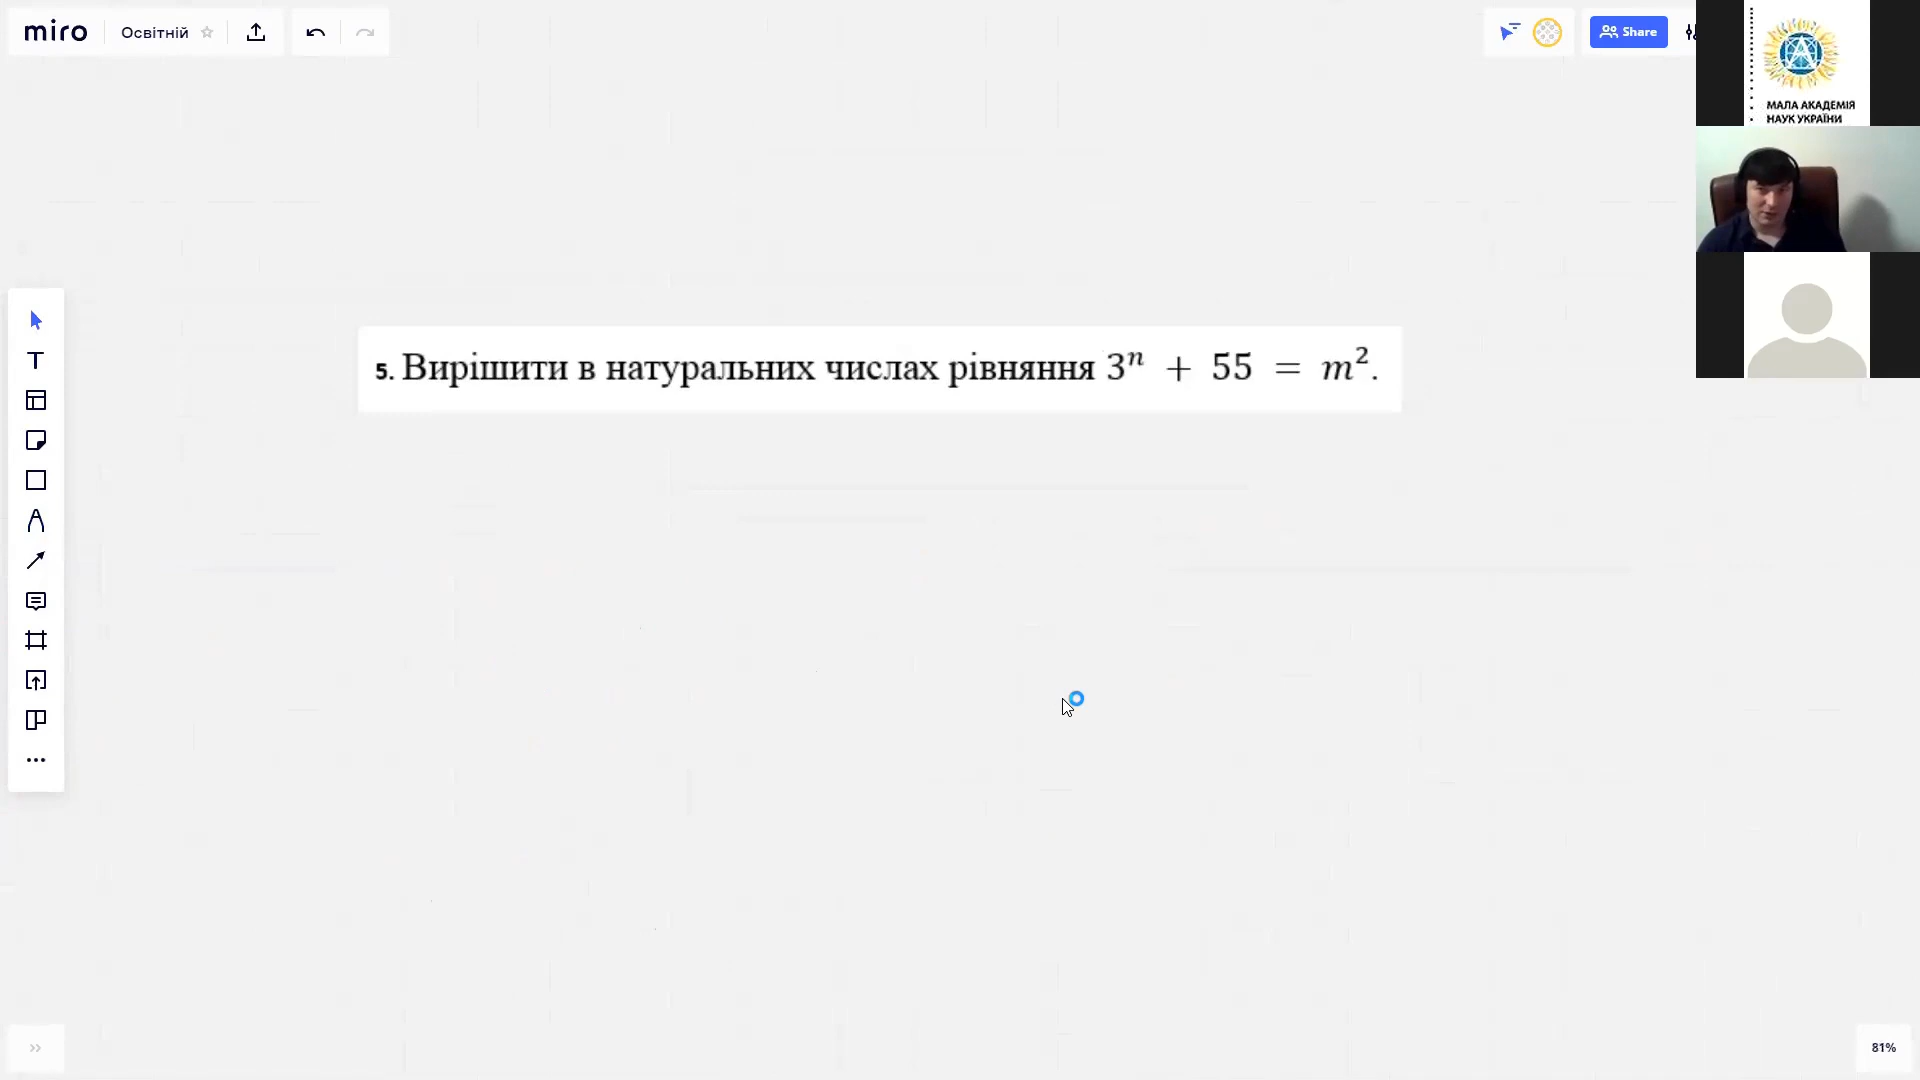 miro
Освітній
Share
МАЛА АКАДЕМІЯ
НАУК УКРАЇНИ
5. Вирішити в натуральних числах рівняння 3ⁿ + 55 = m².
81%